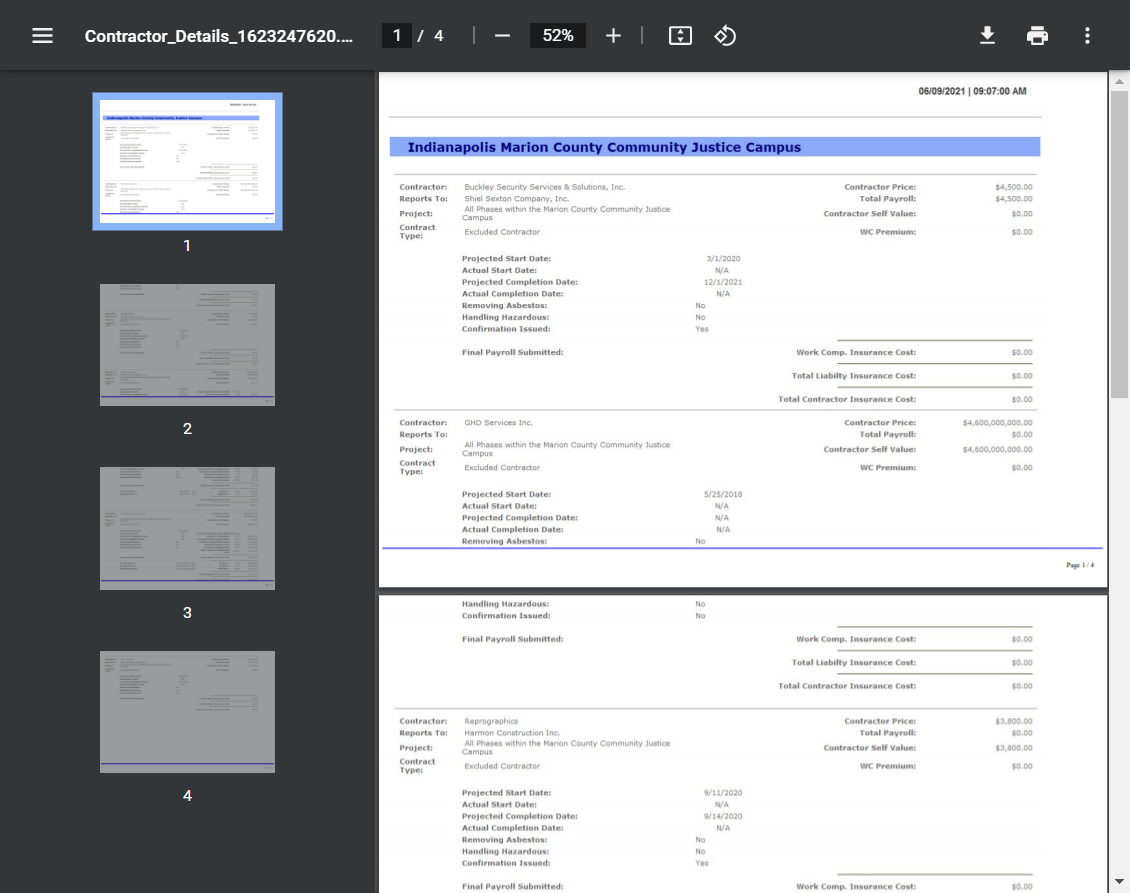 Contractor_Details_1623247620.... 1 / 4 52%
06/09/2021 | 09:07:00 AM
Indianapolis Marion County Community Justice Campus
Contractor: Buckley Security Services & Solutions, Inc. Contractor Price: $4,500.00
Reports To: Shiel Sexton Company, Inc. Total Payroll: $4,500.00
Project: All Phases within the Marion County Community Justice Campus Contractor Self Value: $0.00
Contract Type: Excluded Contractor WC Premium: $0.00
Projected Start Date: 3/1/2020
Actual Start Date: N/A
Projected Completion Date: 12/1/2021
Actual Completion Date: N/A
Removing Asbestos: No
Handling Hazardous: No
Confirmation Issued: Yes
Final Payroll Submitted: Work Comp. Insurance Cost: $0.00
Total Liabilty Insurance Cost: $0.00
Total Contractor Insurance Cost: $0.00
Contractor: GHD Services Inc. Contractor Price: $4,600,000,000.00
Reports To: Total Payroll: $0.00
Project: All Phases within the Marion County Community Justice Campus Contractor Self Value: $4,600,000,000.00
Contract Type: Excluded Contractor WC Premium: $0.00
Projected Start Date: 5/25/2018
Actual Start Date: N/A
Projected Completion Date: N/A
Actual Completion Date: N/A
Removing Asbestos: No
Page 1 / 4
Handling Hazardous: No
Confirmation Issued: No
Final Payroll Submitted: Work Comp. Insurance Cost: $0.00
Total Liabilty Insurance Cost: $0.00
Total Contractor Insurance Cost: $0.00
Contractor: Reprographics Contractor Price: $3,800.00
Reports To: Harmon Construction Inc. Total Payroll: $0.00
Project: All Phases within the Marion County Community Justice Campus Contractor Self Value: $3,800.00
Contract Type: Excluded Contractor WC Premium: $0.00
Projected Start Date: 9/11/2020
Actual Start Date: N/A
Projected Completion Date: 9/14/2020
Actual Completion Date: N/A
Removing Asbestos: No
Handling Hazardous: No
Confirmation Issued: Yes
Final Payroll Submitted: Work Comp. Insurance Cost: $0.00
1
2
3
4